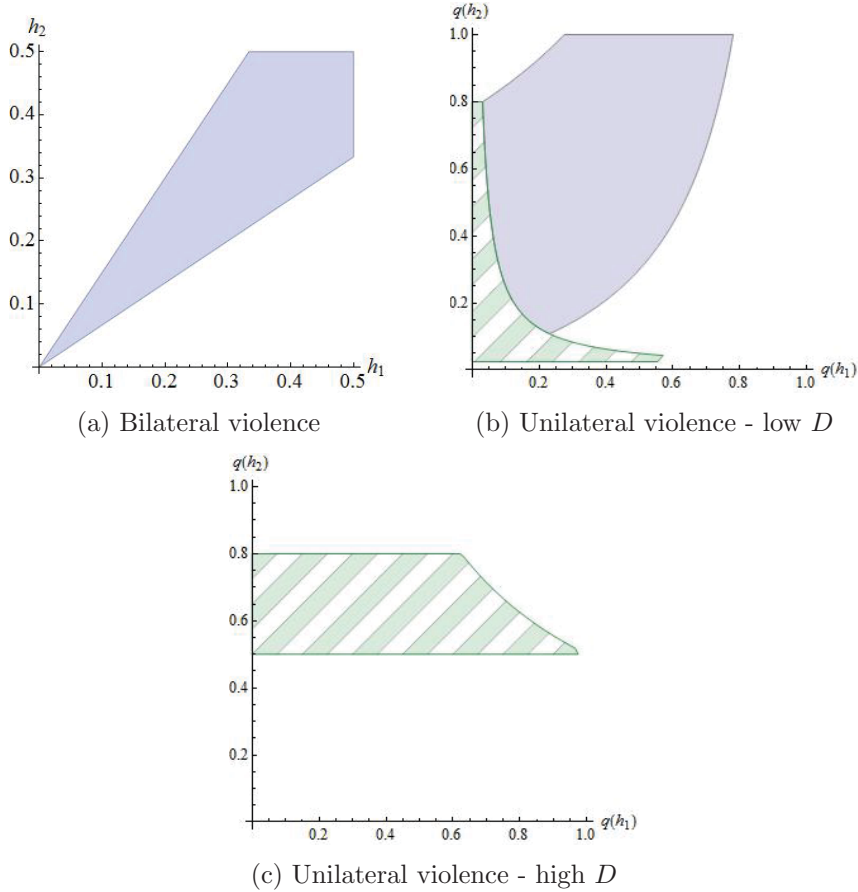 h₂
0.5
0.4
0.3
0.2
0.1
0.1 0.2 0.3 0.4 0.5 h₁
(a) Bilateral violence
q(h₂)
1.0
0.8
0.6
0.4
0.2
0.2 0.4 0.6 0.8 1.0 q(h₁)
(b) Unilateral violence - low D
q(h₂)
1.0
0.8
0.6
0.4
0.2
0.2 0.4 0.6 0.8 1.0 q(h₁)
(c) Unilateral violence - high D